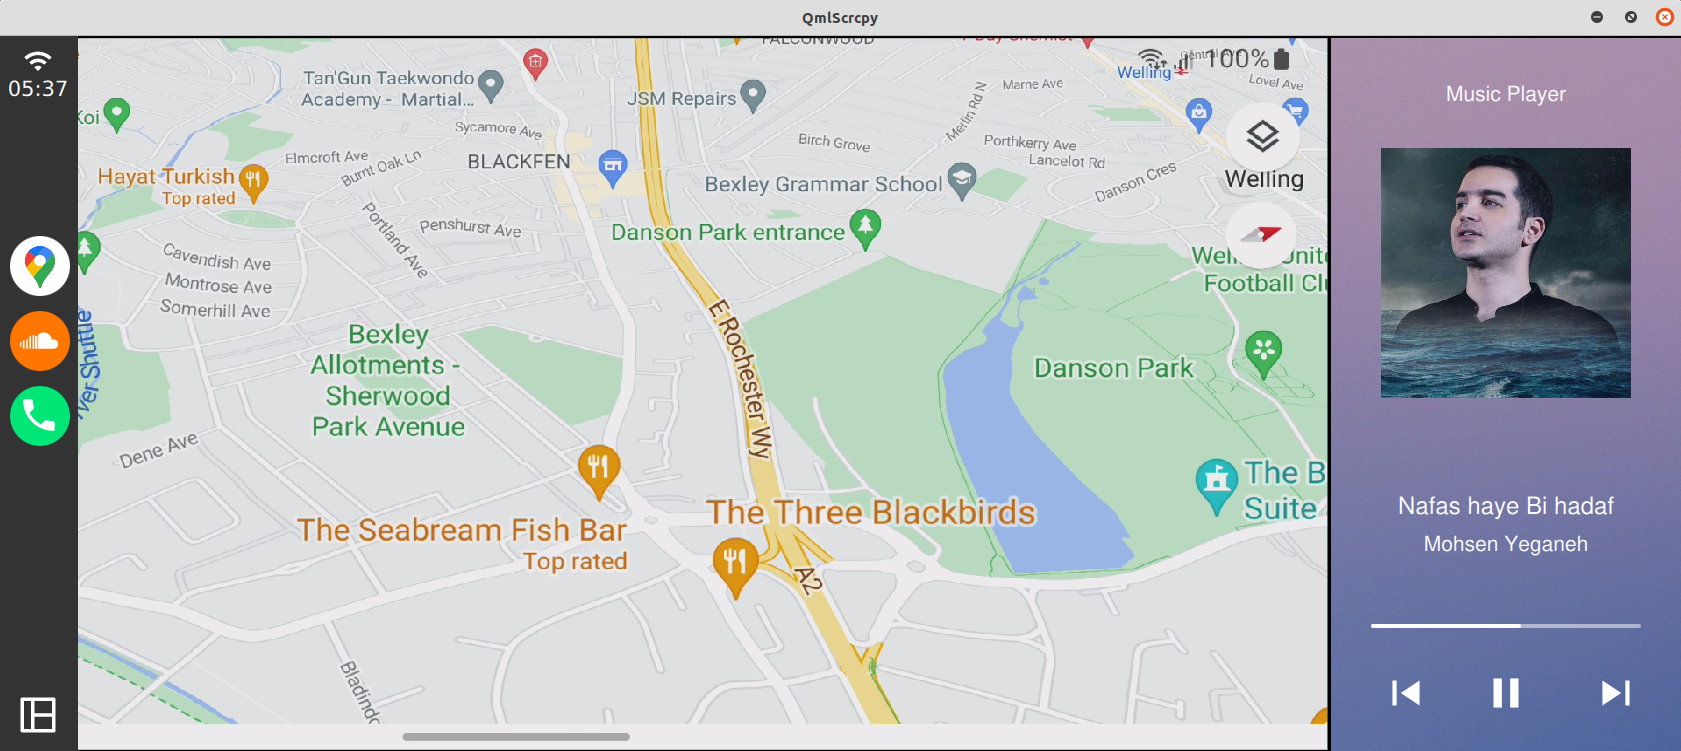 QmlScrcpy
05:37
FALCONWOOD
Tan'Gun Taekwondo
Academy - Martial...
JSM Repairs
Koi
Sycamore Ave
Elmcroft Ave
Burnt Oak Ln
BLACKFEN
Hayat Turkish
Top rated
Portland Ave
Penshurst Ave
Cavendish Ave
Montrose Ave
Somerhill Ave
Welling
100%
Marne Ave
Lovel Ave
Merlin Rd N
Birch Grove
Porthkerry Ave
Lancelot Rd
Danson Cres
Bexley Grammar School
Welling
Danson Park entrance
Football Clu
E Rochester Wy
Bexley
Allotments -
Sherwood
Park Avenue
Danson Park
Dene Ave
ver Shuttle
The B
Suite
The Three Blackbirds
The Seabream Fish Bar
Top rated
A2
Bladindo
Music Player
Nafas haye Bi hadaf
Mohsen Yeganeh